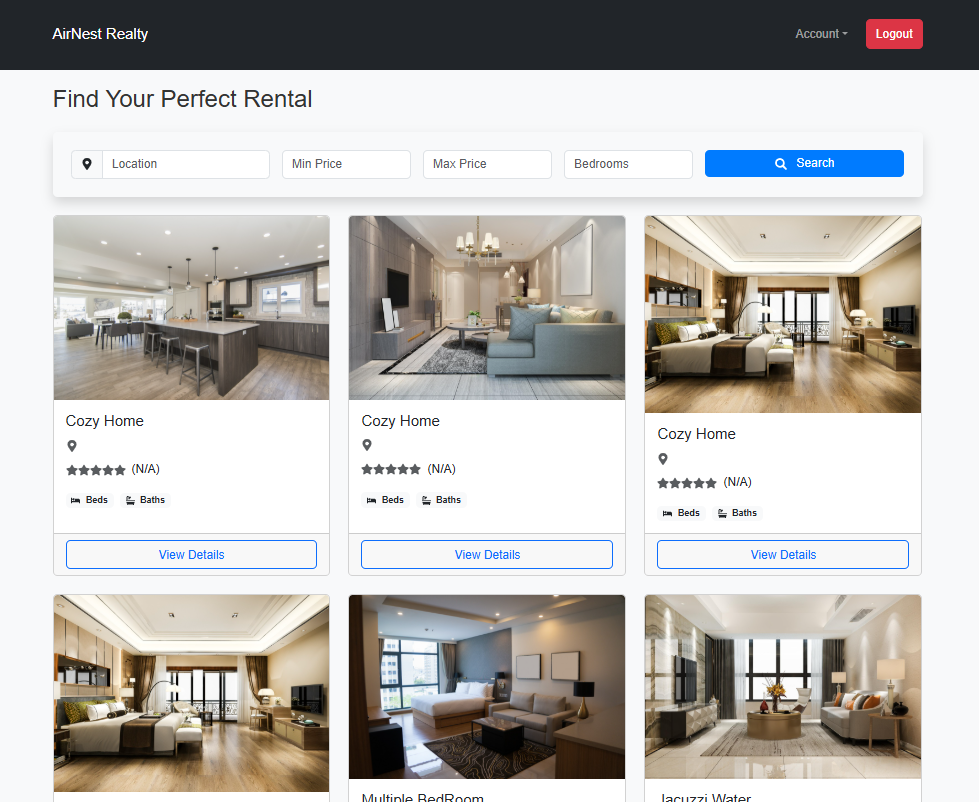 AirNest Realty
Account
Logout
Find Your Perfect Rental
Location
Min Price
Max Price
Bedrooms
Search
Cozy Home
(N/A)
Beds Baths
View Details
Cozy Home
(N/A)
Beds Baths
View Details
Cozy Home
(N/A)
Beds Baths
View Details
Multiple BedRoom
Jacuzzi Water